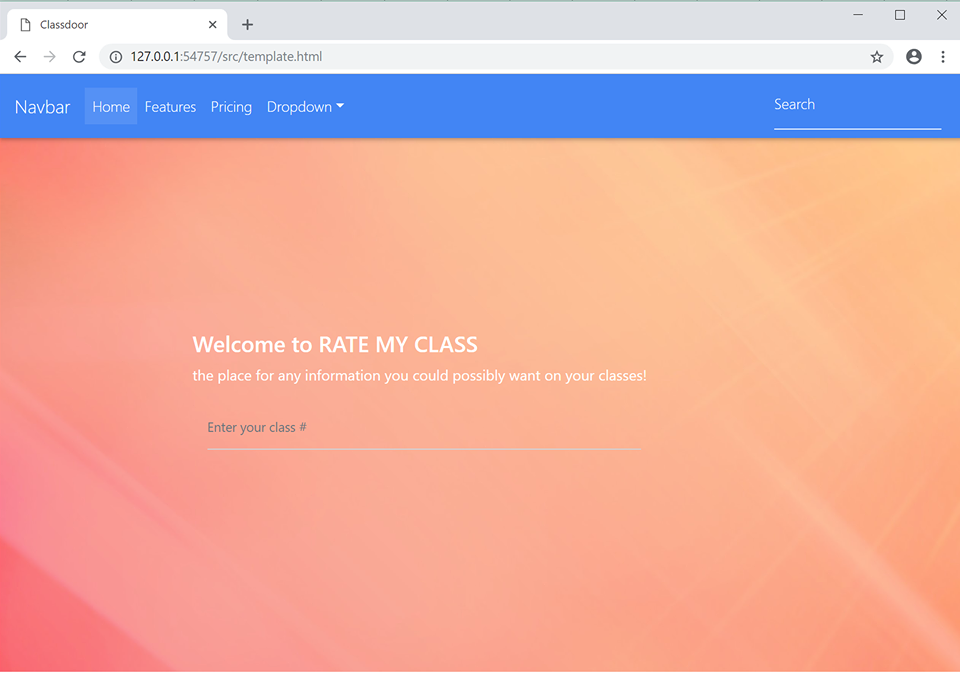 Classdoor
127.0.0.1:54757/src/template.html
Navbar Home Features Pricing Dropdown Search
Welcome to RATE MY CLASS
the place for any information you could possibly want on your classes!
Enter your class #